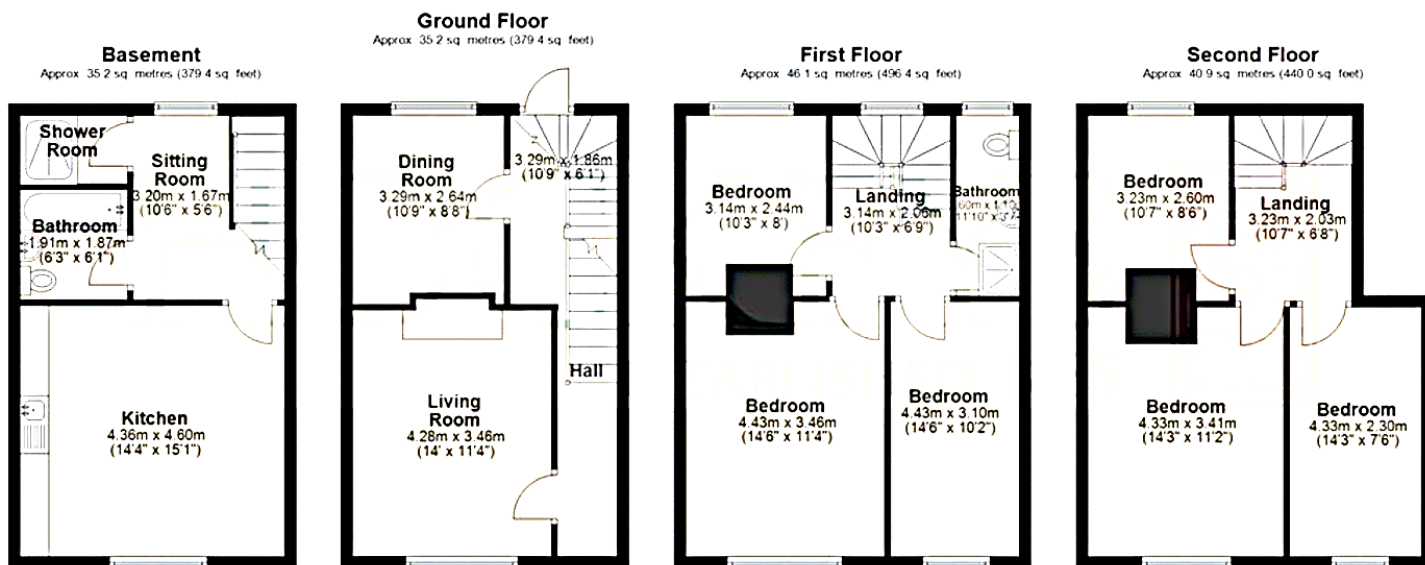 Basement
Approx. 35.2 sq. metres (379.4 sq. feet)
Shower
Room
Sitting
Room
3.20m x 1.67m
(10'6" x 5'6")
Bathroom
1.91m x 1.87m
(6'3" x 6'1")
Kitchen
4.36m x 4.60m
(14'4" x 15'1")
Ground Floor
Approx. 35.2 sq. metres (379.4 sq. feet)
Dining
Room
3.29m x 2.64m
(10'9" x 8'8")
3.29m x 1.86m
(10'9" x 6'1")
Hall
Living
Room
4.28m x 3.46m
(14' x 11'4")
First Floor
Approx. 46.1 sq. metres (496.4 sq. feet)
Bedroom
3.14m x 2.44m
(10'3" x 8')
Landing
3.14m x 2.06m
(10'3" x 6'9")
Bathroom
Bedroom
4.43m x 3.46m
(14'6" x 11'4")
Bedroom
4.43m x 3.10m
(14'6" x 10'2")
Second Floor
Approx. 40.9 sq. metres (440.0 sq. feet)
Bedroom
3.23m x 2.60m
(10'7" x 8'6")
Landing
3.23m x 2.03m
(10'7" x 6'8")
Bedroom
4.33m x 3.41m
(14'3" x 11'2")
Bedroom
4.33m x 2.30m
(14'3" x 7'6")